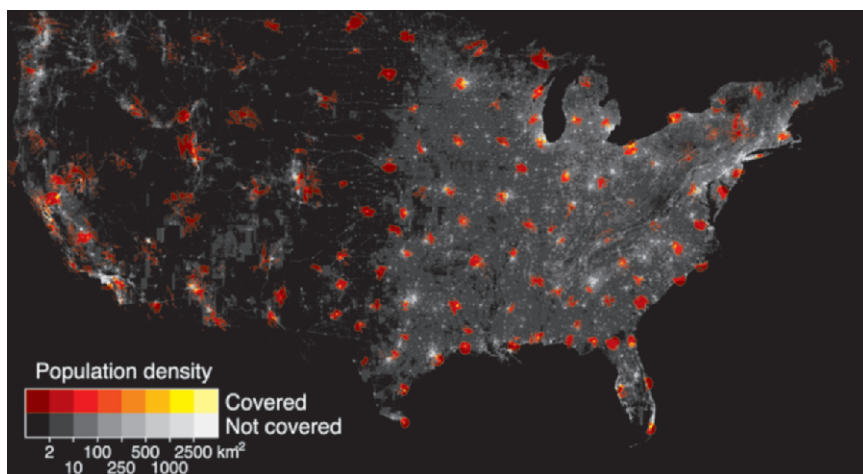 Population density
Covered
Not covered
2 100 500 2500 km²
10 250 1000